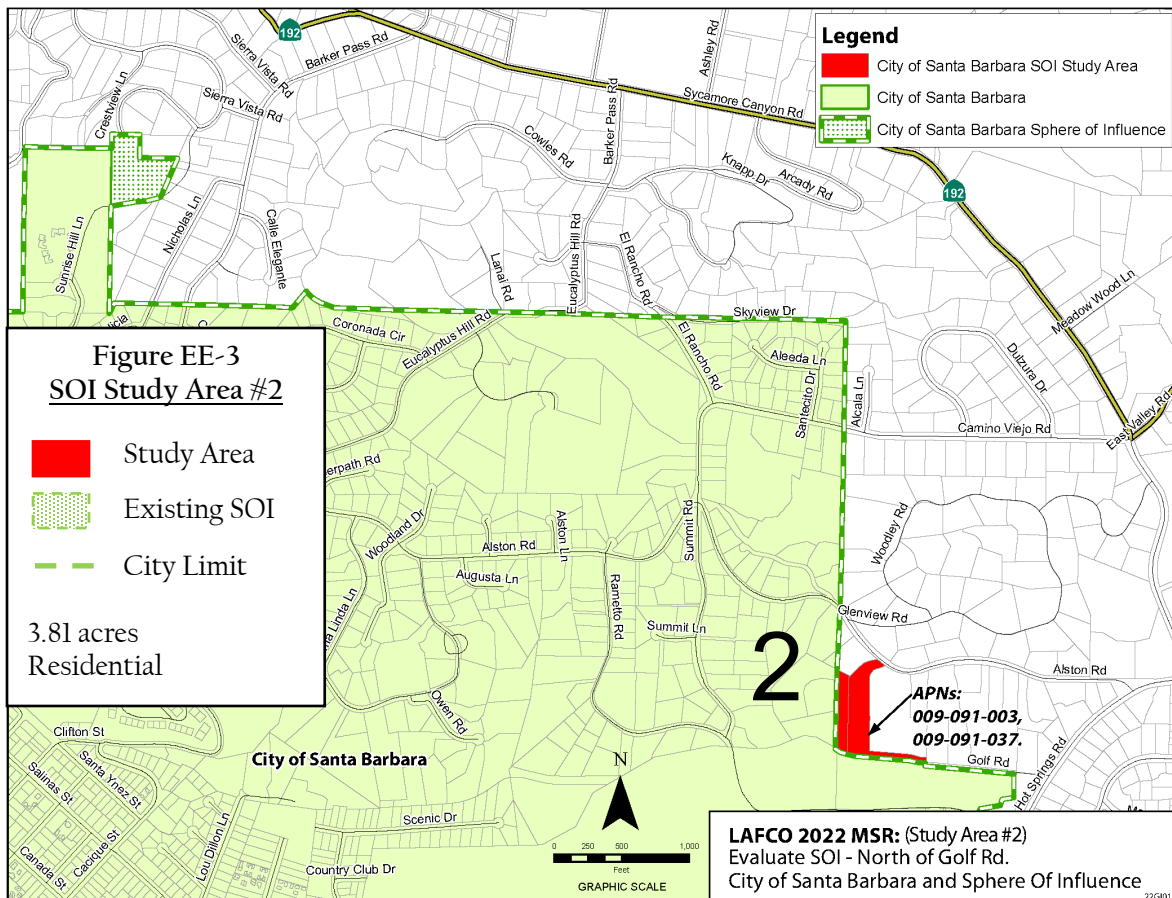 192
Barker Pass Rd
Sierra Vista Rd
Crestview Ln
Sierra Vista Rd
Ashley Rd
Barker Pass Rd
Sycamore Canyon Rd
Legend
City of Santa Barbara SOI Study Area
City of Santa Barbara
City of Santa Barbara Sphere of Influence
Cowles Rd
Knapp Dr
Arcady Rd
192
Nicholas Ln
Calle Elegante
Sunrise Hill Ln
Lanai Rd
Eucalyptus Hill Rd
El Rancho Rd
Meadow Wood Ln
Skyview Dr
Coronada Cir
Eucalyptus Hill Rd
El Rancho Rd
Aleeda Ln
Santecito Dr
Alcala Ln
Dulzura Dr
Camino Viejo Rd
East Valley Rd
Figure EE-3
SOI Study Area #2
Study Area
Existing SOI
City Limit
3.81 acres
Residential
erpath Rd
Woodland Dr
Alston Rd
Alston Ln
Augusta Ln
Summit Rd
Woodley Rd
ma Linda Ln
Rametto Rd
Summit Ln
Glenview Rd
2
Alston Rd
APNs:
009-091-003,
009-091-037.
Owen Rd
Clifton St
Salinas St
Santa Ynez St
City of Santa Barbara
N
Golf Rd
Hot Springs Rd
Canada St
Cacique St
Lou Dillon Ln
Scenic Dr
Country Club Dr
0 250 500 1,000
Feet
GRAPHIC SCALE
LAFCO 2022 MSR: (Study Area #2)
Evaluate SOI - North of Golf Rd.
City of Santa Barbara and Sphere Of Influence